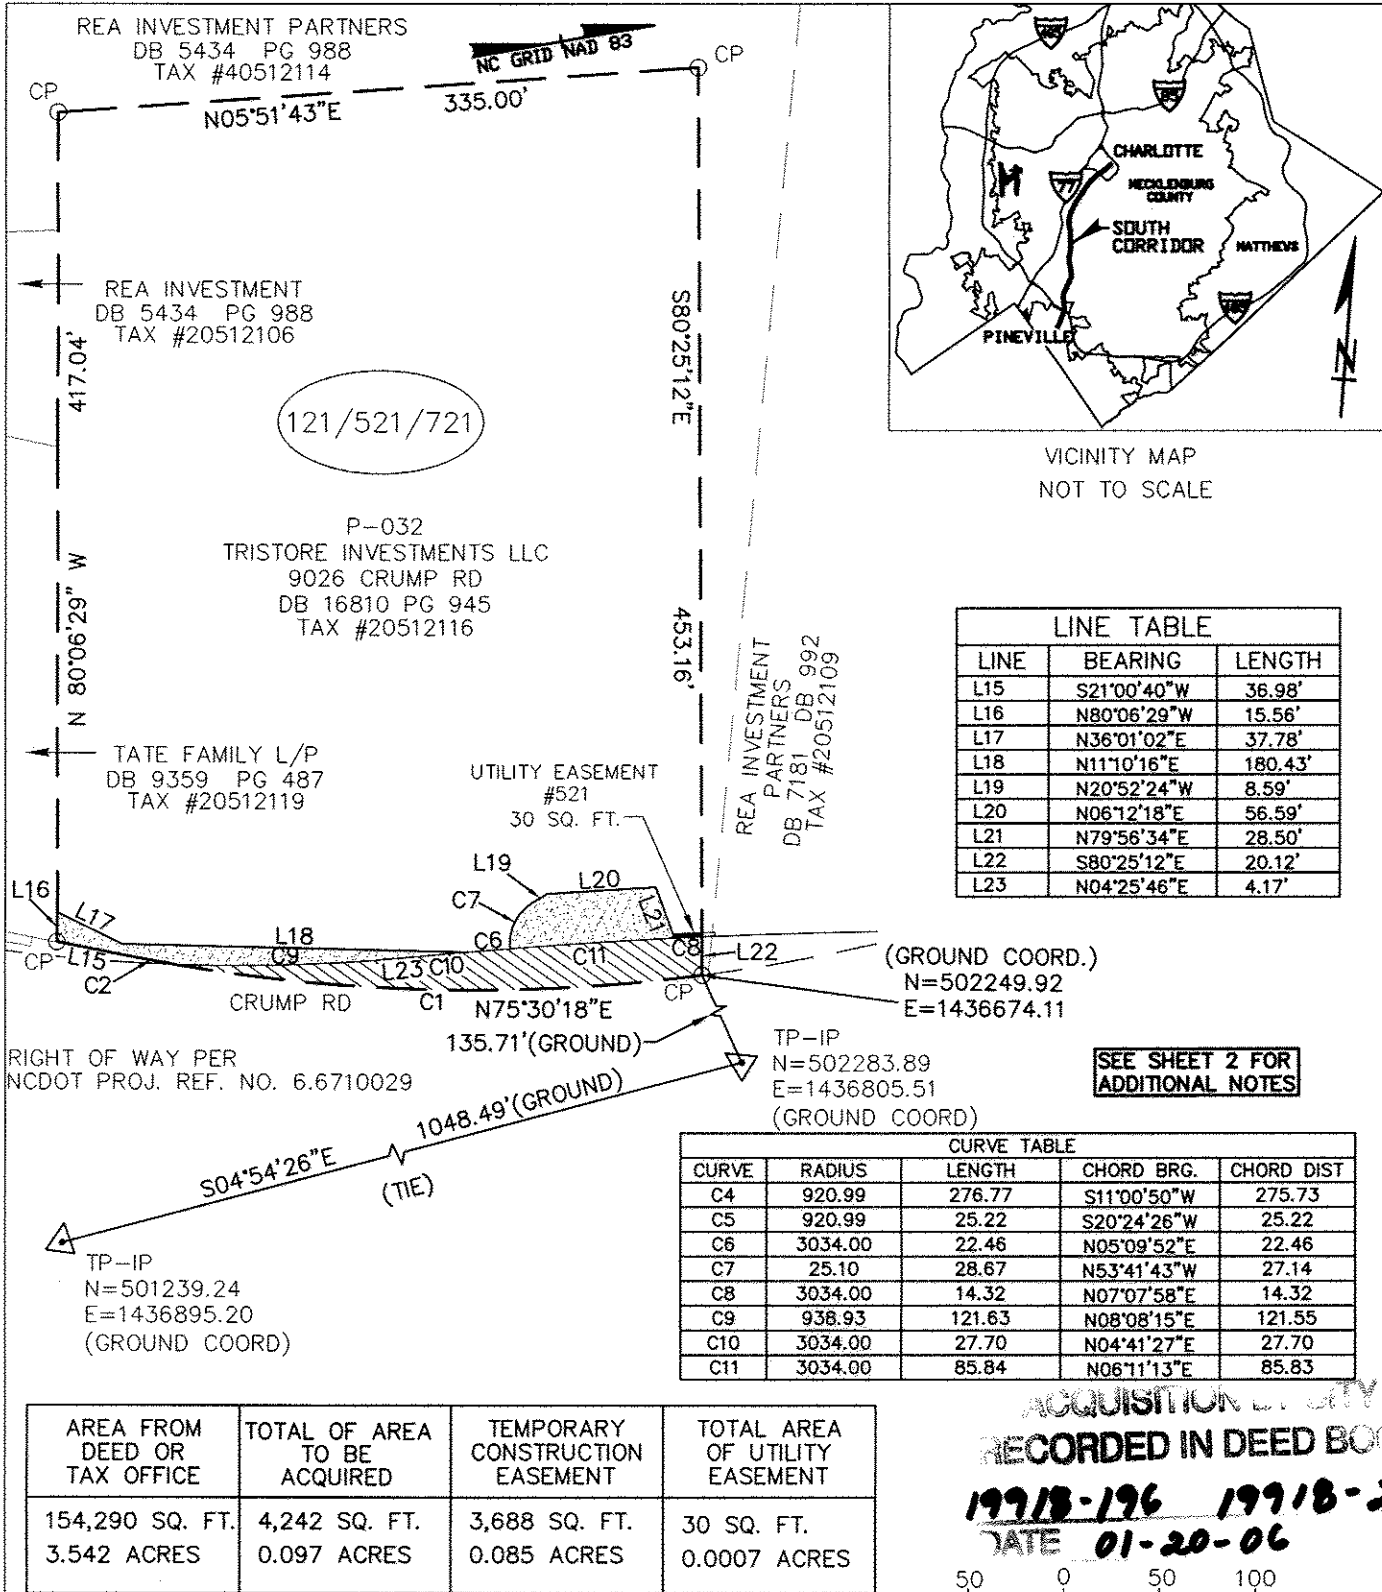 REA INVESTMENT PARTNERS
DB 5434 PG 988
TAX #40512114
NC GRID NAD 83
CP
CP
N05°51'43"E
335.00'
REA INVESTMENT
DB 5434 PG 988
TAX #20512106
417.04'
N 80°06'29" W
S80°25'12"E
453.16'
121/521/721
P-032
TRISTORE INVESTMENTS LLC
9026 CRUMP RD
DB 16810 PG 945
TAX #20512116
TATE FAMILY L/P
DB 9359 PG 487
TAX #20512119
UTILITY EASEMENT
#521
30 SQ. FT.
REA INVESTMENT
PARTNERS
DB 7181 DB 992
TAX #20512109
485
85
CHARLOTTE
77
MECKLENBURG
COUNTY
SOUTH
CORRIDOR
MATTHEWS
485
PINEVILLE
N
VICINITY MAP
NOT TO SCALE
LINE TABLE
LINE BEARING LENGTH
L15 S21°00'40"W 36.98'
L16 N80°06'29"W 15.56'
L17 N36°01'02"E 37.78'
L18 N11°10'16"E 180.43'
L19 N20°52'24"W 8.59'
L20 N06°12'18"E 56.59'
L21 N79°56'34"E 28.50'
L22 S80°25'12"E 20.12'
L23 N04°25'46"E 4.17'
L16
L17
L19
L20
C7
L21
L18
C6
C8
L22
CP
L15
C9
L23
C10
C11
C2
CRUMP RD
C1
CP
N75°30'18"E
135.71'(GROUND)
(GROUND COORD.)
N=502249.92
E=1436674.11
RIGHT OF WAY PER
NCDOT PROJ. REF. NO. 6.6710029
TP-IP
N=502283.89
E=1436805.51
(GROUND COORD)
SEE SHEET 2 FOR
ADDITIONAL NOTES
1048.49'(GROUND)
S04°54'26"E
(TIE)
TP-IP
N=501239.24
E=1436895.20
(GROUND COORD)
CURVE TABLE
CURVE RADIUS LENGTH CHORD BRG. CHORD DIST
C4 920.99 276.77 S11°00'50"W 275.73
C5 920.99 25.22 S20°24'26"W 25.22
C6 3034.00 22.46 N05°09'52"E 22.46
C7 25.10 28.67 N53°41'43"W 27.14
C8 3034.00 14.32 N07°07'58"E 14.32
C9 938.93 121.63 N08°08'15"E 121.55
C10 3034.00 27.70 N04°41'27"E 27.70
C11 3034.00 85.84 N06°11'13"E 85.83
AREA FROM
DEED OR
TAX OFFICE
TOTAL OF AREA
TO BE
ACQUIRED
TEMPORARY
CONSTRUCTION
EASEMENT
TOTAL AREA
OF UTILITY
EASEMENT
154,290 SQ. FT. 4,242 SQ. FT. 3,688 SQ. FT. 30 SQ. FT.
3.542 ACRES 0.097 ACRES 0.085 ACRES 0.0007 ACRES
ACQUISITION CITY
RECORDED IN DEED
19918-196 19918-
DATE 01-20-06
50 0 50 100